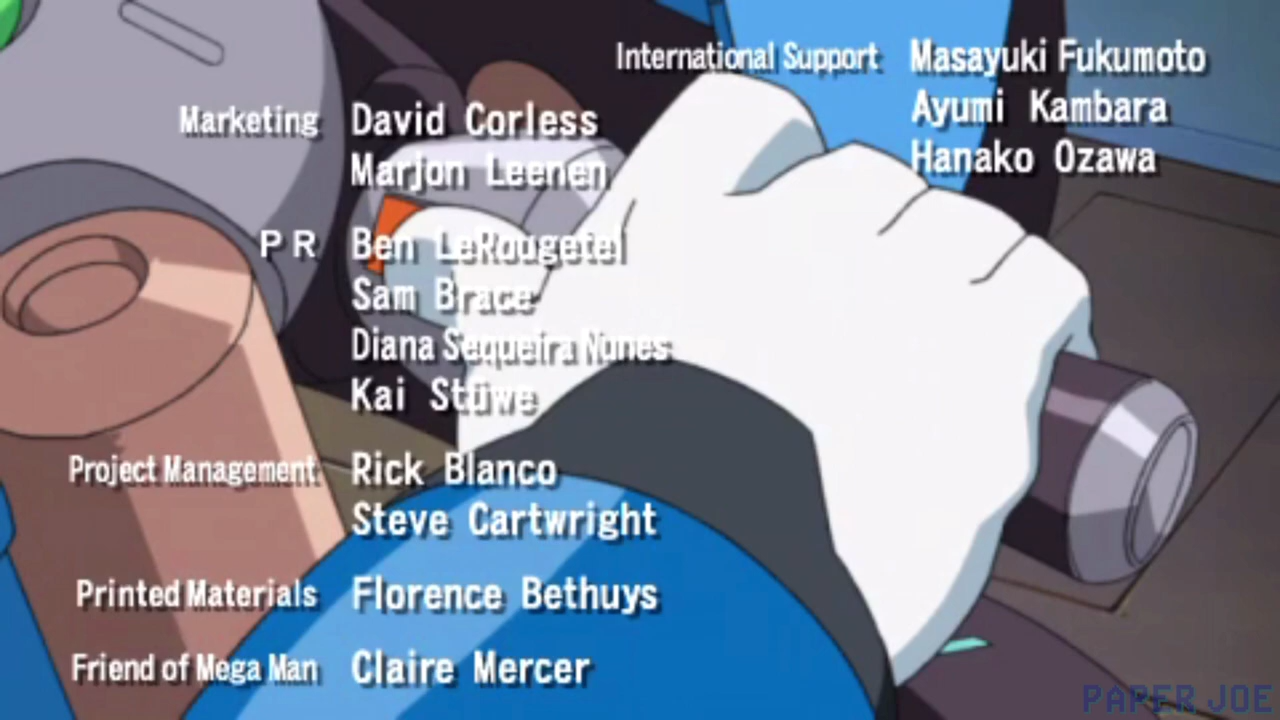 Marketing David Corless
Marjon Leenen
PR Ben LeRougetel
Sam Brace
Diana Sequeira Nunes
Kai Stüwe
Project Management Rick Blanco
Steve Cartwright
Printed Materials Florence Bethuys
Friend of Mega Man Claire Mercer
International Support Masayuki Fukumoto
Ayumi Kambara
Hanako Ozawa
PAPER JOE